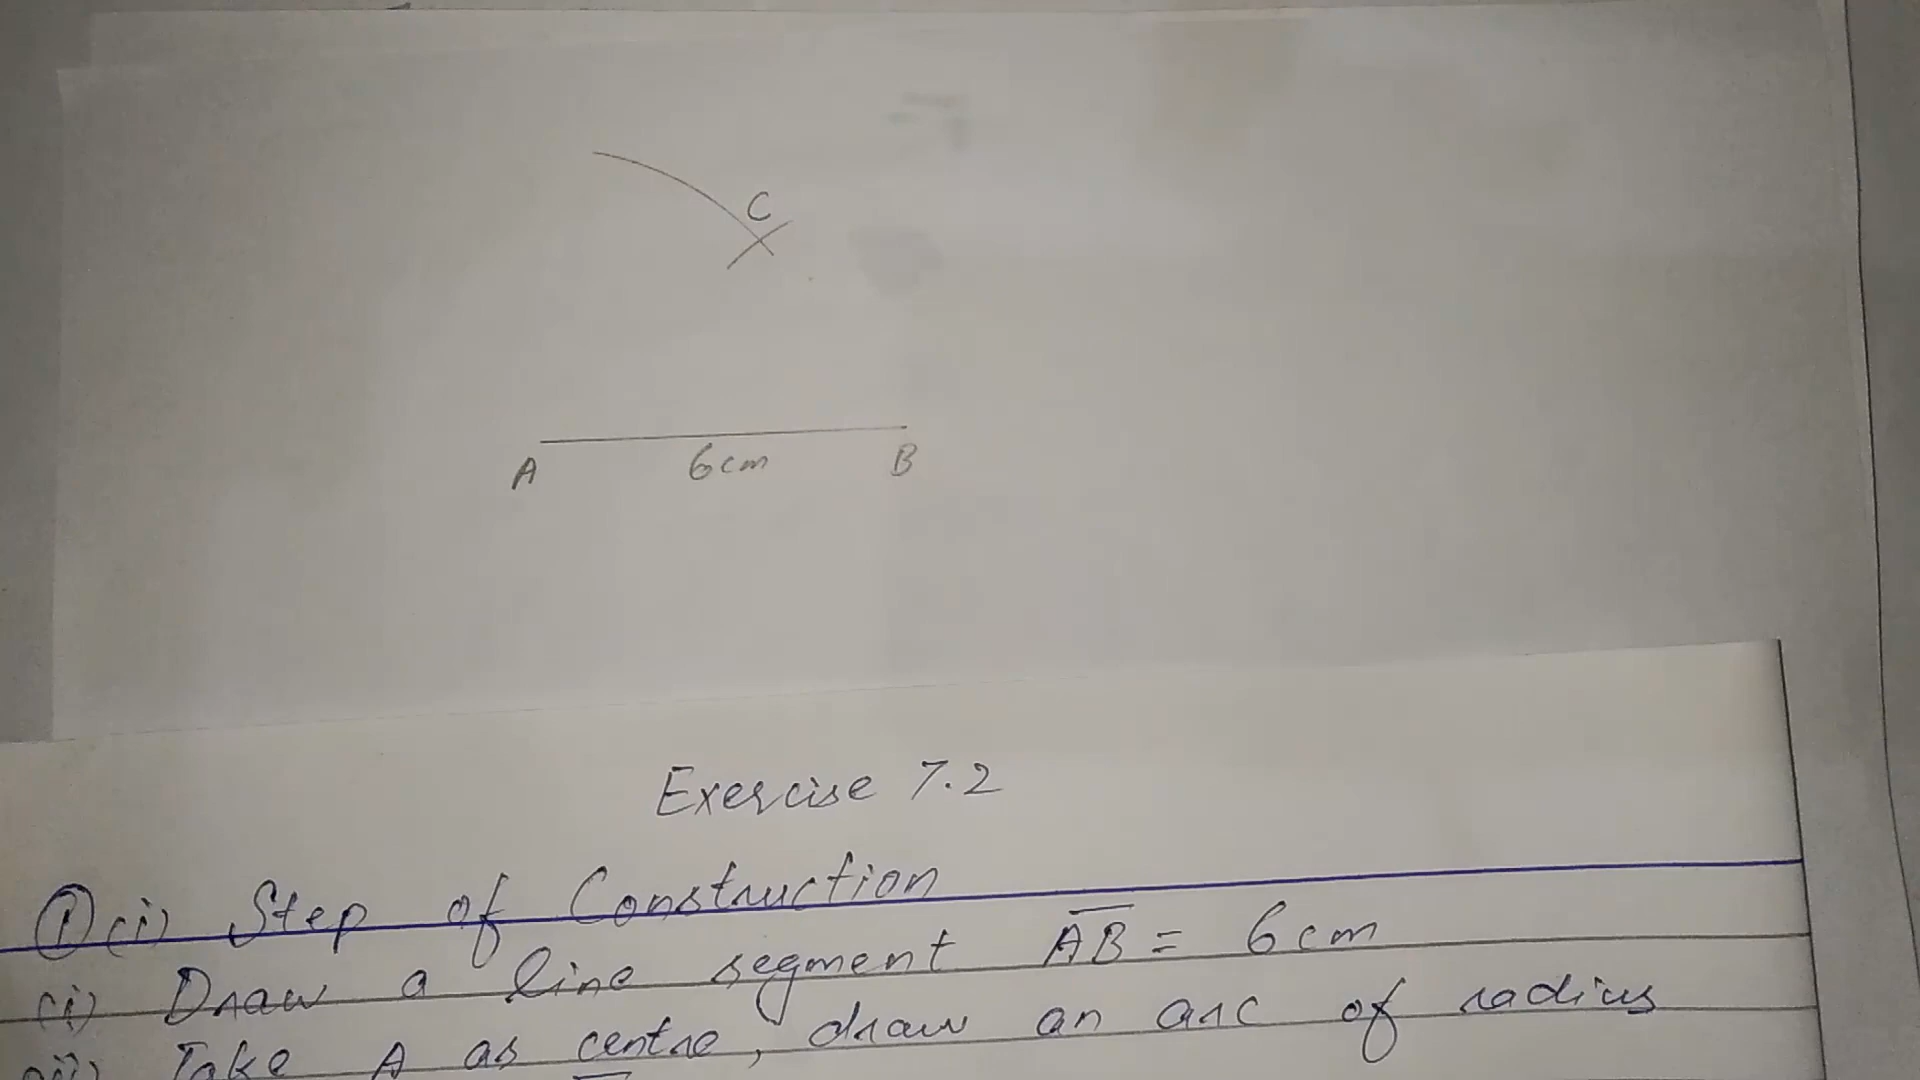 C
A 6cm B
Exercise 7.2
① (i) Step of Construction
(i) Draw a line segment AB = 6cm
(ii) Take A as centre, draw an arc of radius